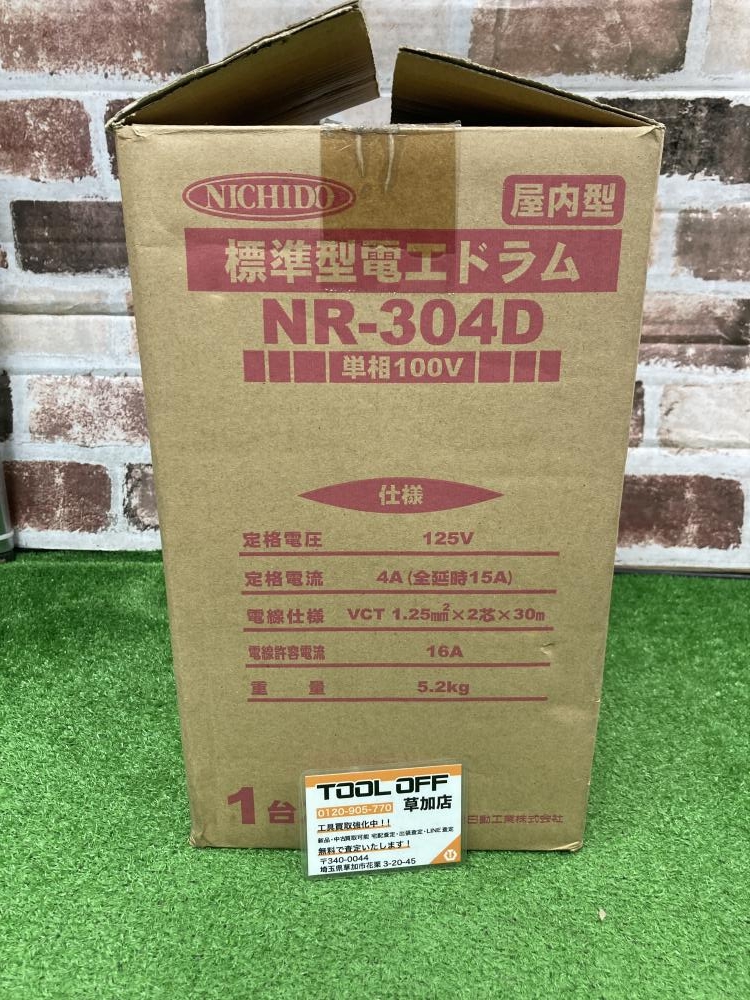 NICHIDO
屋内型
標準型電工ドラム
NR-304D
単相100V
仕様
定格電圧 125V
定格電流 4A(全延時15A)
電線仕様 VCT 1.25mm²×2芯×30m
電線許容電流 16A
重量 5.2kg
1台
日動工業株式会社
TOOL OFF
0120-905-770 草加店
工具買取強化中!!
新品・中古買取可能 宅配査定・出張査定・LINE査定
無料で査定いたします!
〒340-0044
埼玉県草加市花栗 3-20-45